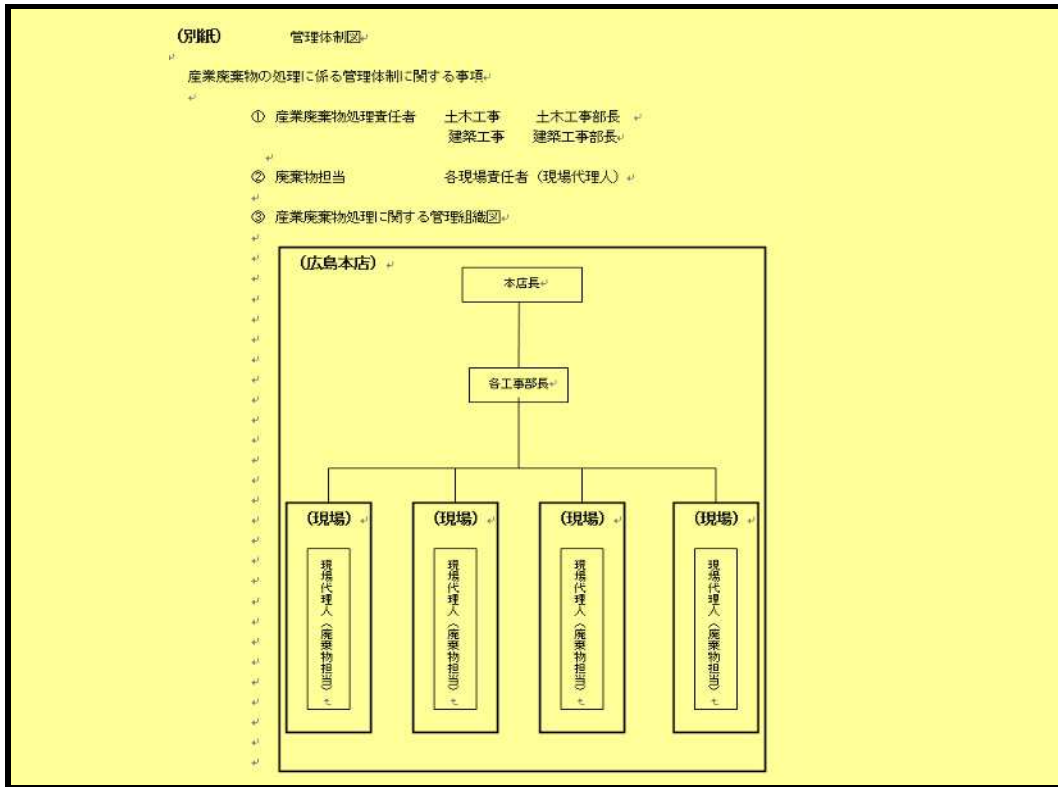 （別紙） 管理体制図
産業廃棄物の処理に係る管理体制に関する事項
① 産業廃棄物処理責任者 土木工事 土木工事部長
建築工事 建築工事部長
② 廃棄物担当 各現場責任者（現場代理人）
③ 産業廃棄物処理に関する管理組織図
（広島本店）
本店長
各工事部長
（現場） （現場） （現場） （現場）
現場代理人（廃棄物担当）
現場代理人（廃棄物担当）
現場代理人（廃棄物担当）
現場代理人（廃棄物担当）